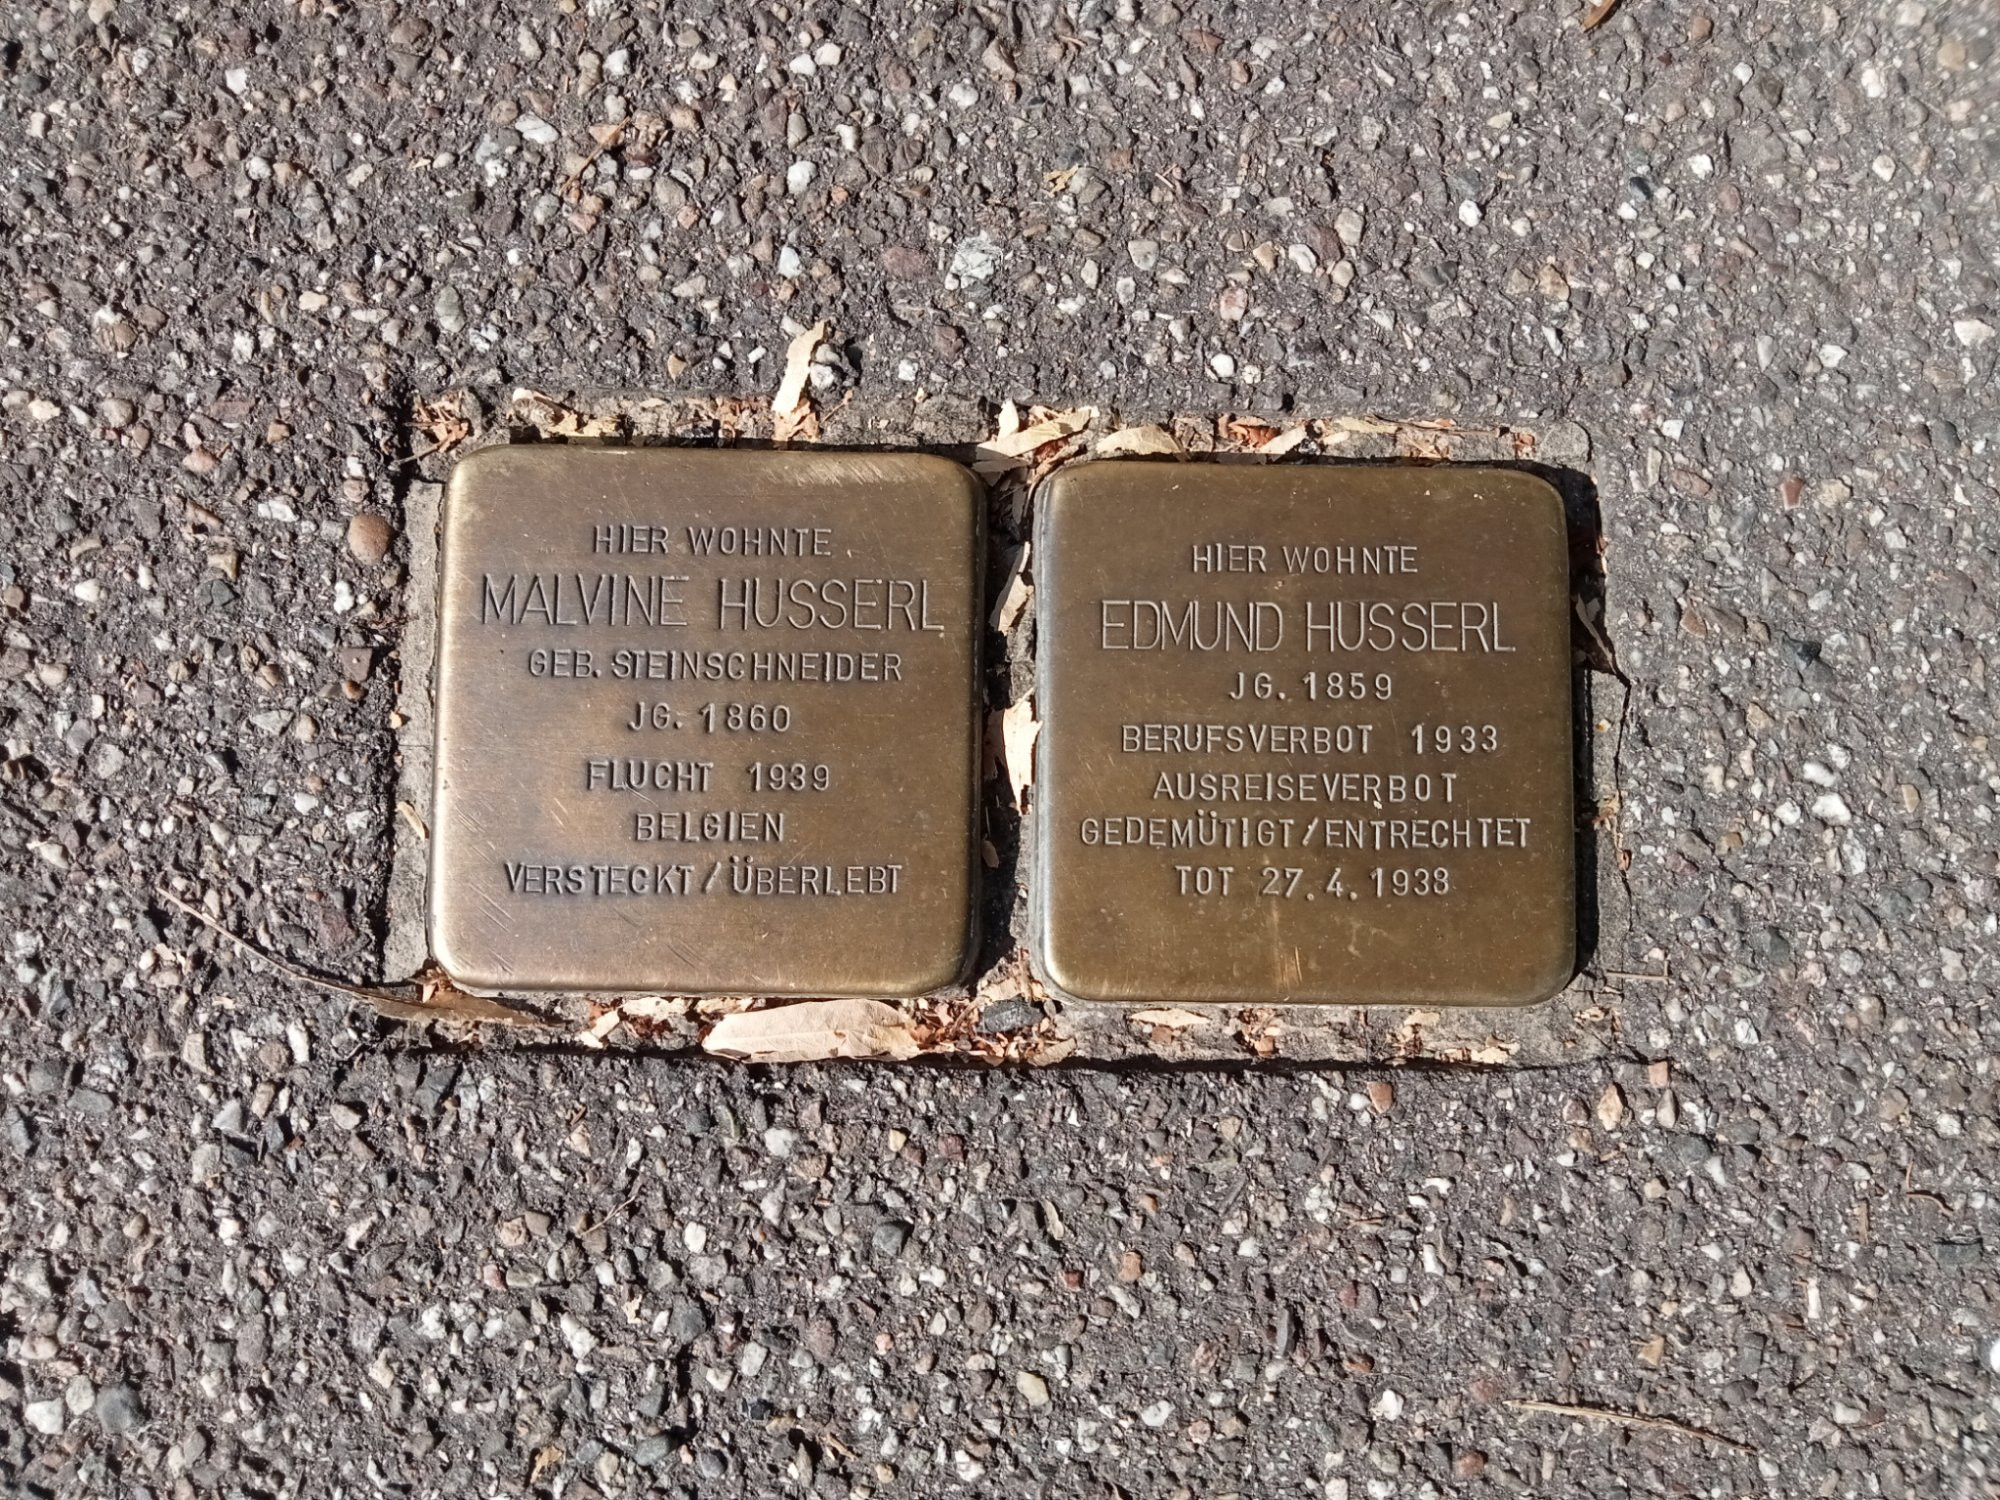 HIER WOHNTE
MALVINE HUSSERL
GEB. STEINSCHNEIDER
JG. 1860
FLUCHT 1939
BELGIEN
VERSTECKT / ÜBERLEBT
HIER WOHNTE
EDMUND HUSSERL
JG. 1859
BERUFSVERBOT 1933
AUSREISEVERBOT
GEDEMÜTIGT / ENTRECHTET
TOT 27.4.1938